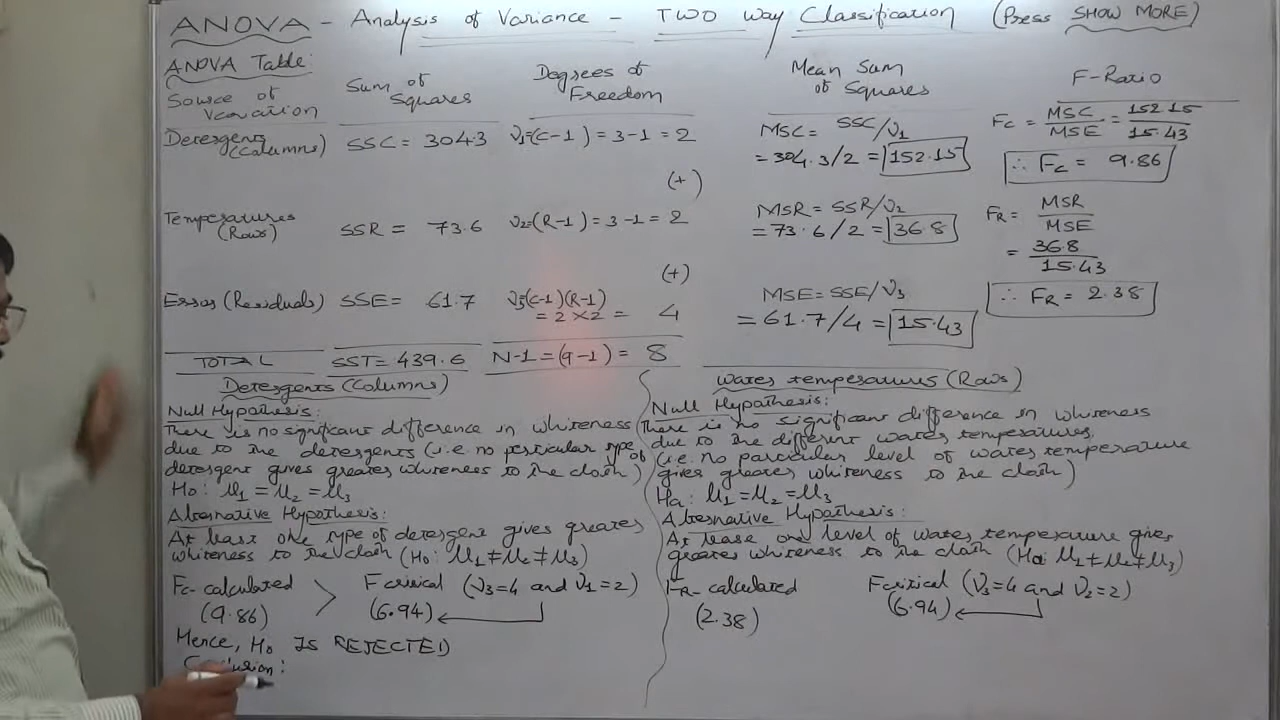 ANOVA - Analysis of Variance - TWO Way Classification (Press SHOW MORE)
ANOVA Table:
Source of Variation
Sum of Squares
Degrees of Freedom
Mean Sum of Squares
F-Ratio
Detergents (Columns)
SSC = 304.3
ν₁=(c-1) = 3-1 = 2
MSC = SSC/ν₁
= 304.3/2 = 152.15
Fc = MSC/MSE = 152.15/15.43
∴ Fc = 9.86
(+)
Temperatures (Rows)
SSR = 73.6
ν₂=(R-1) = 3-1 = 2
MSR = SSR/ν₂
= 73.6/2 = 36.8
FR = MSR/MSE
= 36.8/15.43
∴ FR = 2.38
(+)
Error (Residuals)
SSE = 61.7
ν₃=(c-1)(R-1)
= 2 × 2 = 4
MSE = SSE/ν₃
= 61.7/4 = 15.43
TOTAL
SST = 439.6
N-1 = (9-1) = 8
Detergents (Columns)
Null Hypothesis:
There is no significant difference in whiteness
due to the detergents (i.e. no perticular type of
detergent gives greater whiteness to the cloth)
H₀: μ₁ = μ₂ = μ₃
Alternative Hypothesis:
At least one type of detergent gives greater
whiteness to the cloth (H₀: μ₁ ≠ μ₂ ≠ μ₃)
Fc-calculated > F critical (ν₃=4 and ν₁=2)
(9.86) (6.94)
Hence, H₀ IS REJECTED
Conclusion:
Water temperatures (Rows)
Null Hypothesis:
There is no significant difference in whiteness
due to the different water temperatures.
(i.e. no particular level of water temperature
gives greater whiteness to the cloth)
Ha: μ₁ = μ₂ = μ₃
Alternative Hypothesis:
At lease one level of water temperature gives
greater whiteness to the cloth (Ha: μ₁ ≠ μ₂ ≠ μ₃)
FR-calculated F critical (ν₃=4 and ν₂=2)
(2.38) (6.94)